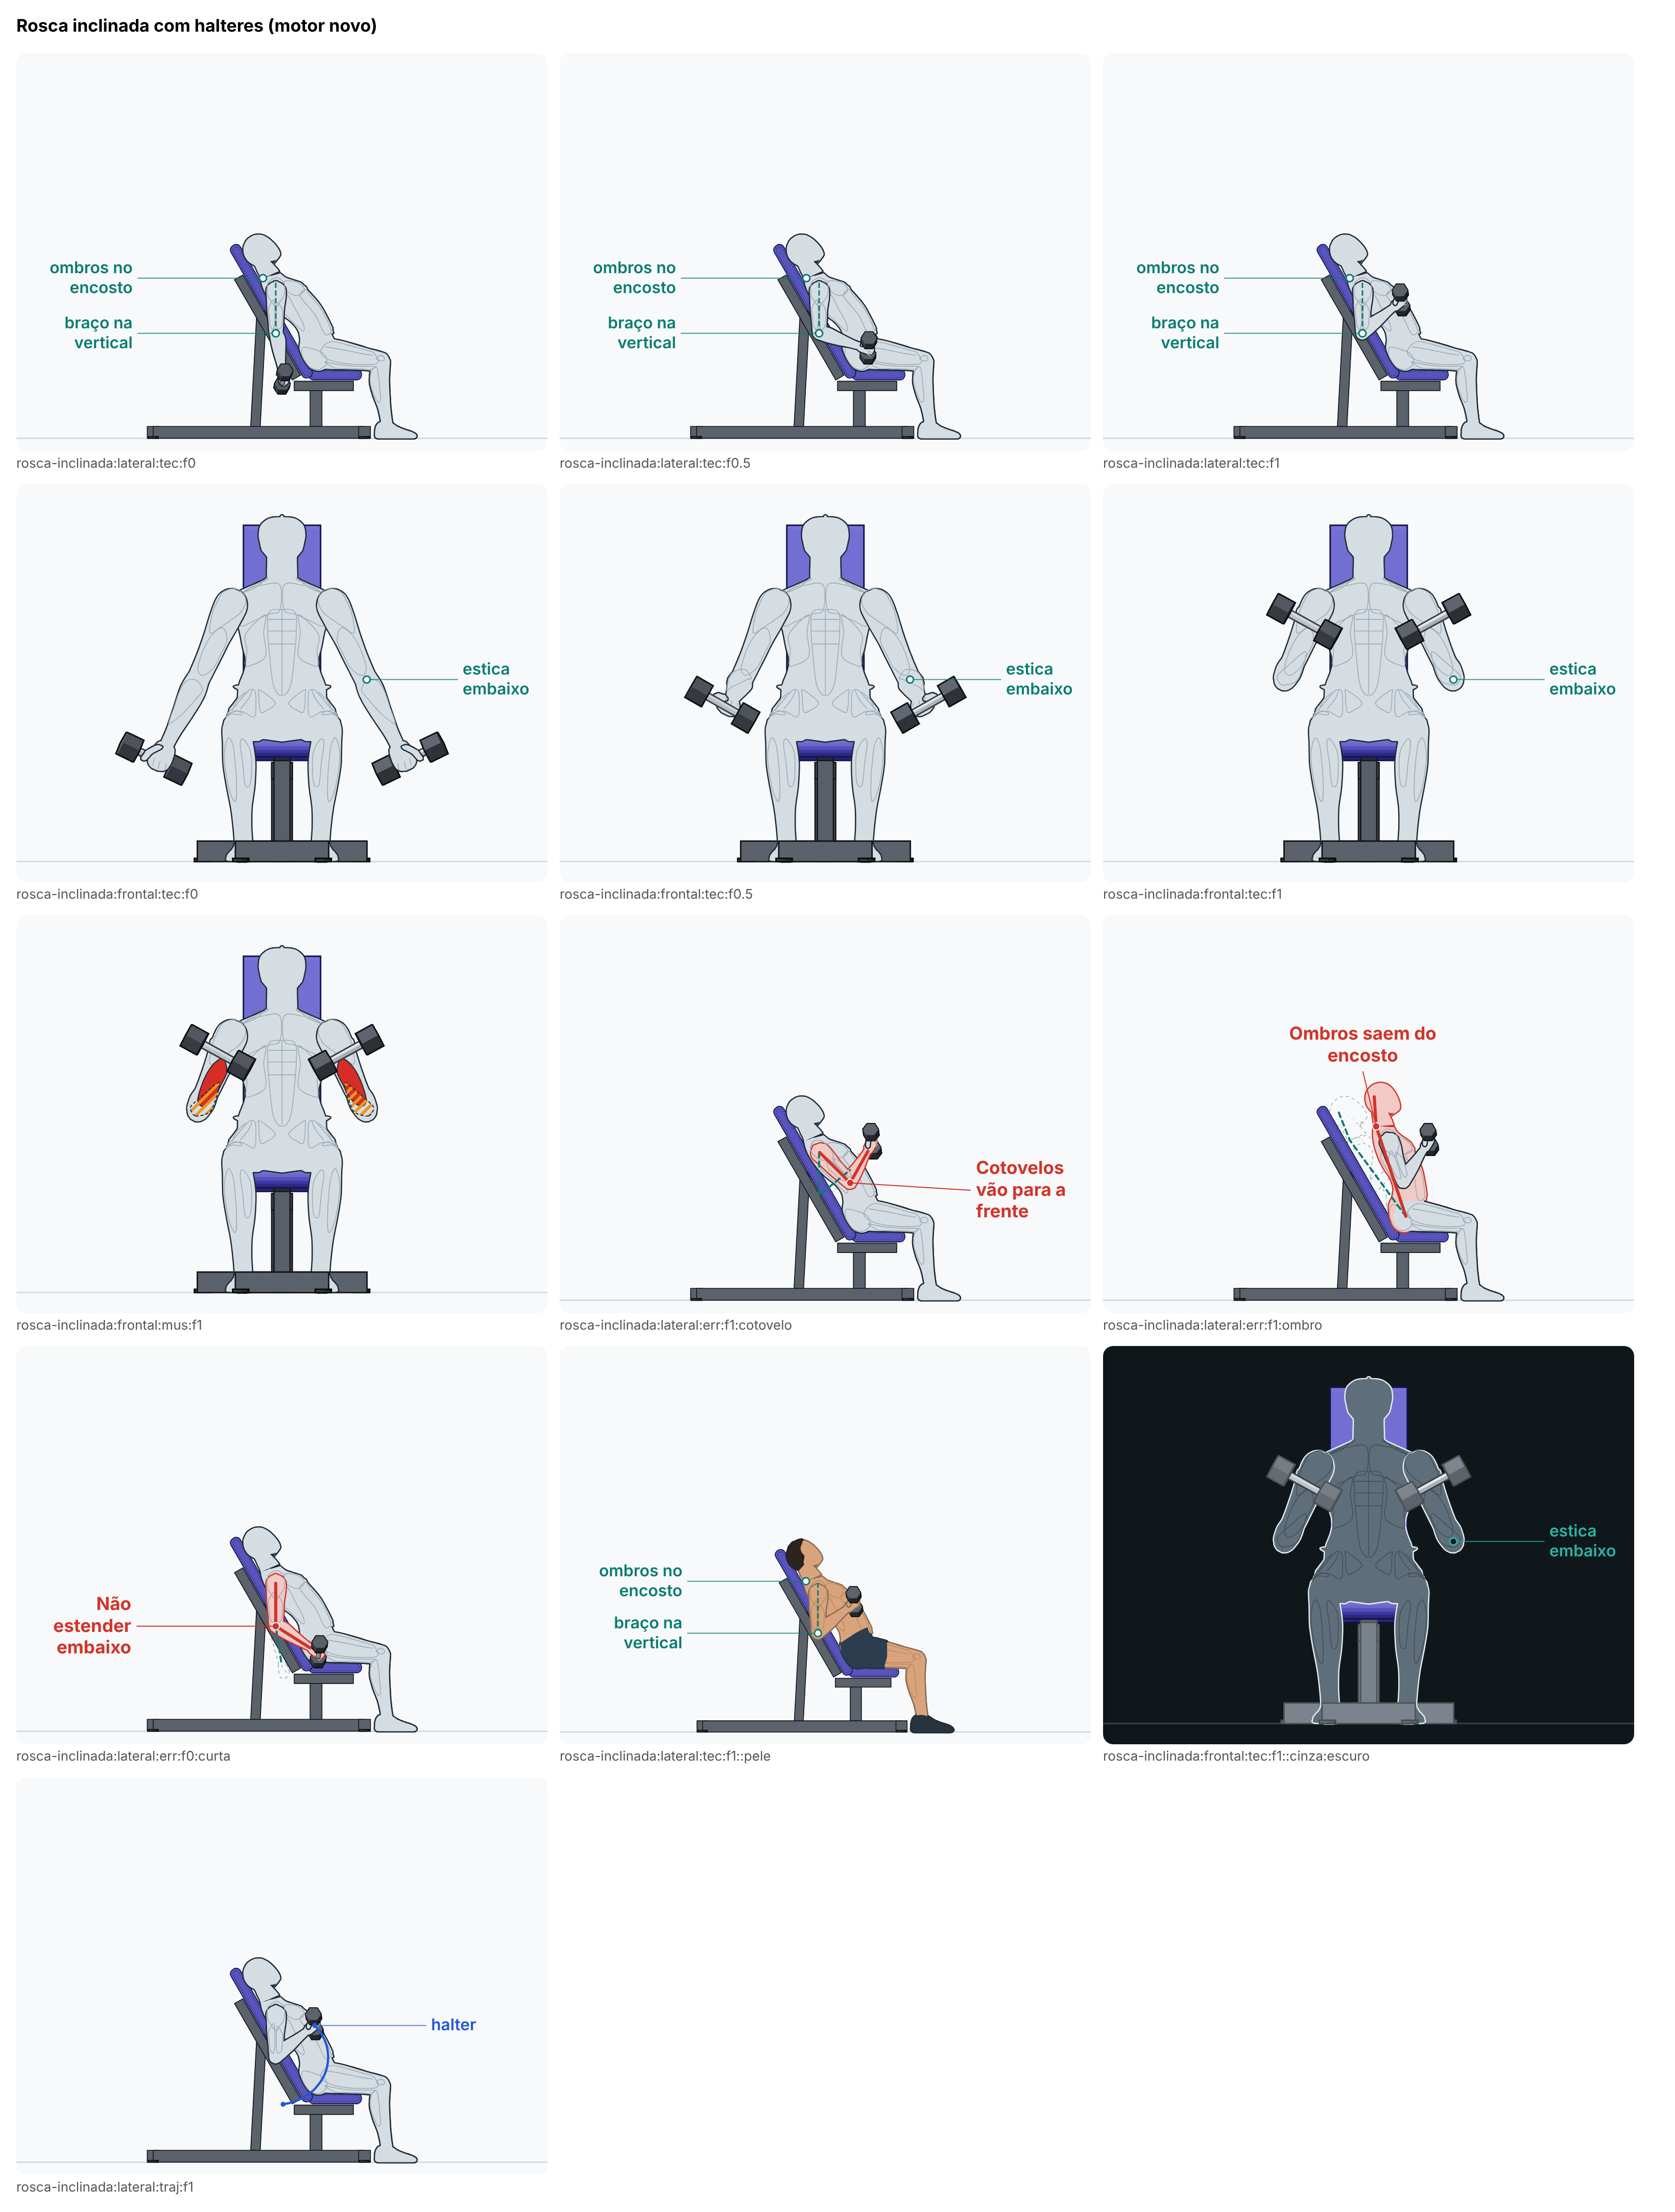 Rosca inclinada com halteres (motor novo)
ombros no
encosto
braço na
vertical
rosca-inclinada:lateral:tec:f0
ombros no
encosto
braço na
vertical
rosca-inclinada:lateral:tec:f0.5
ombros no
encosto
braço na
vertical
rosca-inclinada:lateral:tec:f1
estica
embaixo
rosca-inclinada:frontal:tec:f0
estica
embaixo
rosca-inclinada:frontal:tec:f0.5
estica
embaixo
rosca-inclinada:frontal:tec:f1
rosca-inclinada:frontal:mus:f1
Cotovelos
vão para a
frente
rosca-inclinada:lateral:err:f1:cotovelo
Ombros saem do
encosto
rosca-inclinada:lateral:err:f1:ombro
Não
estender
embaixo
rosca-inclinada:lateral:err:f0:curta
ombros no
encosto
braço na
vertical
rosca-inclinada:lateral:tec:f1::pele
estica
embaixo
rosca-inclinada:frontal:tec:f1::cinza:escuro
halter
rosca-inclinada:lateral:traj:f1